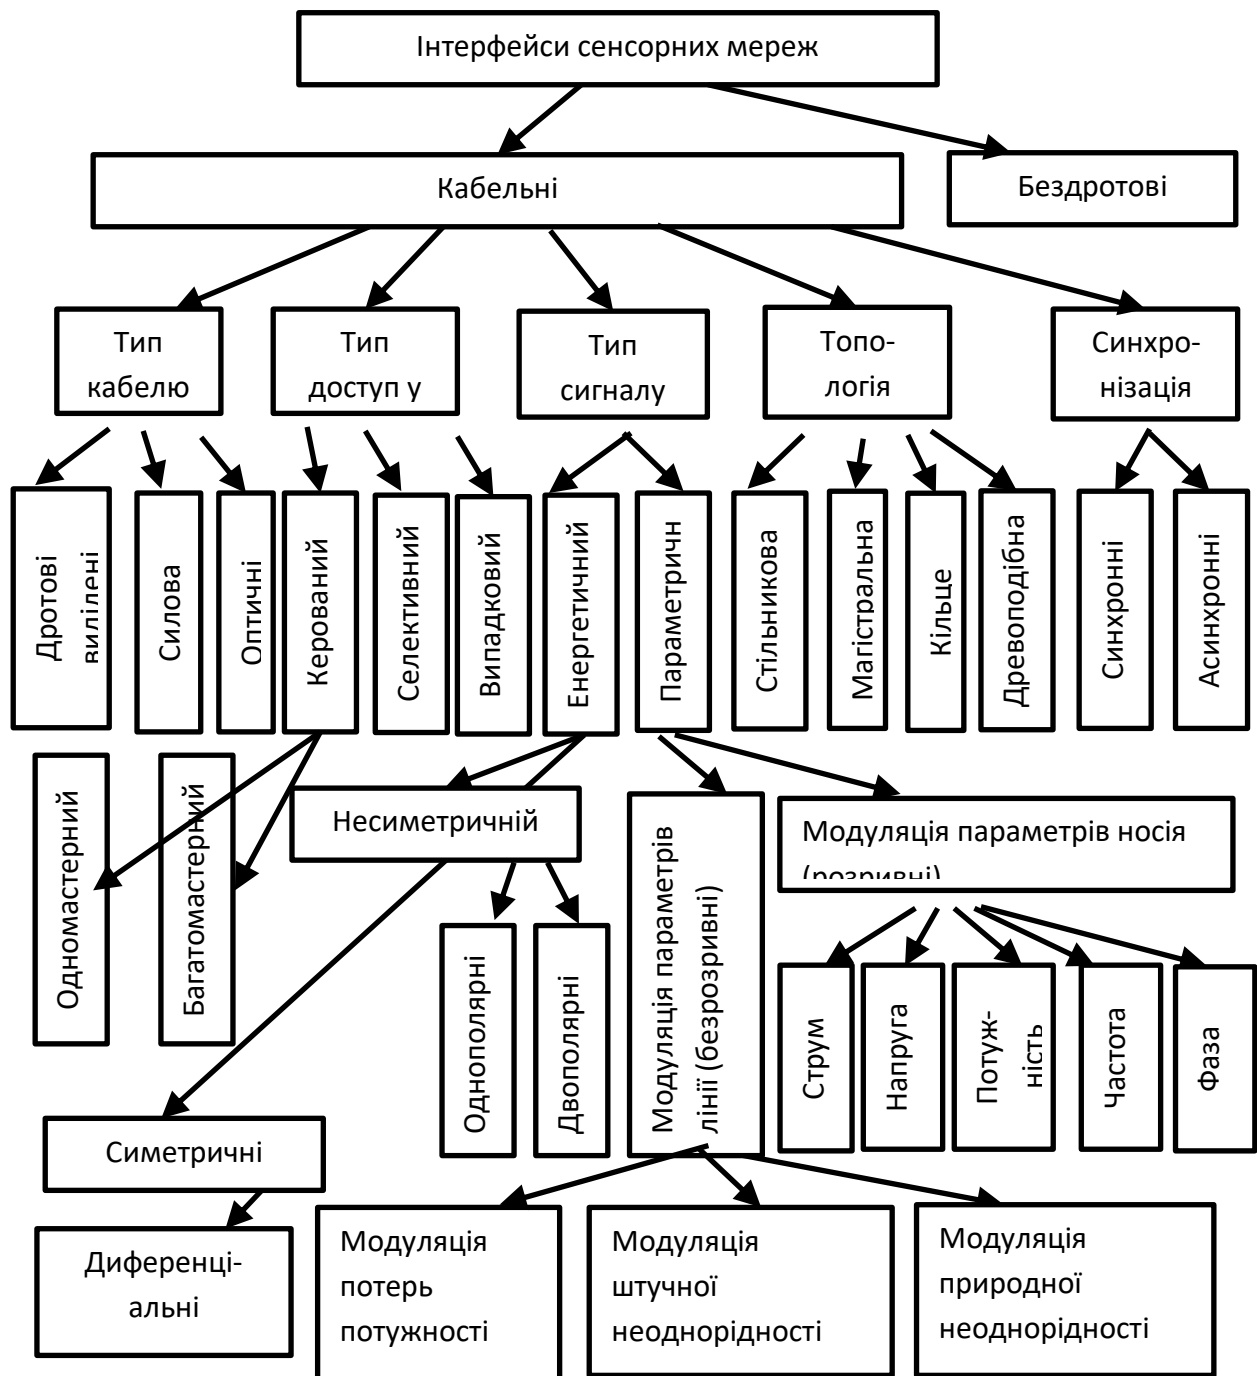 Інтерфейси сенсорних мереж
Кабельні
Бездротові
Тип
кабелю
Тип
доступ у
Тип
сигналу
Топо-
логія
Синхро-
нізація
Дротові
Силова
Оптичні
Керований
Селективний
Випадковий
Енергетичний
Параметричн
Стільникова
Магістральна
Кільце
Древоподібна
Синхронні
Асинхронні
Одномастерний
Багатомастерний
Несиметричній
Модуляція параметрів
лінії (безрозривні)
Модуляція параметрів носія
(розривні)
Однополярні
Двополярні
Струм
Напруга
Потуж-
ність
Частота
Фаза
Симетричні
Диференці-
альні
Модуляція
потерь
потужності
Модуляція
штучної
неоднорідності
Модуляція
природної
неоднорідності